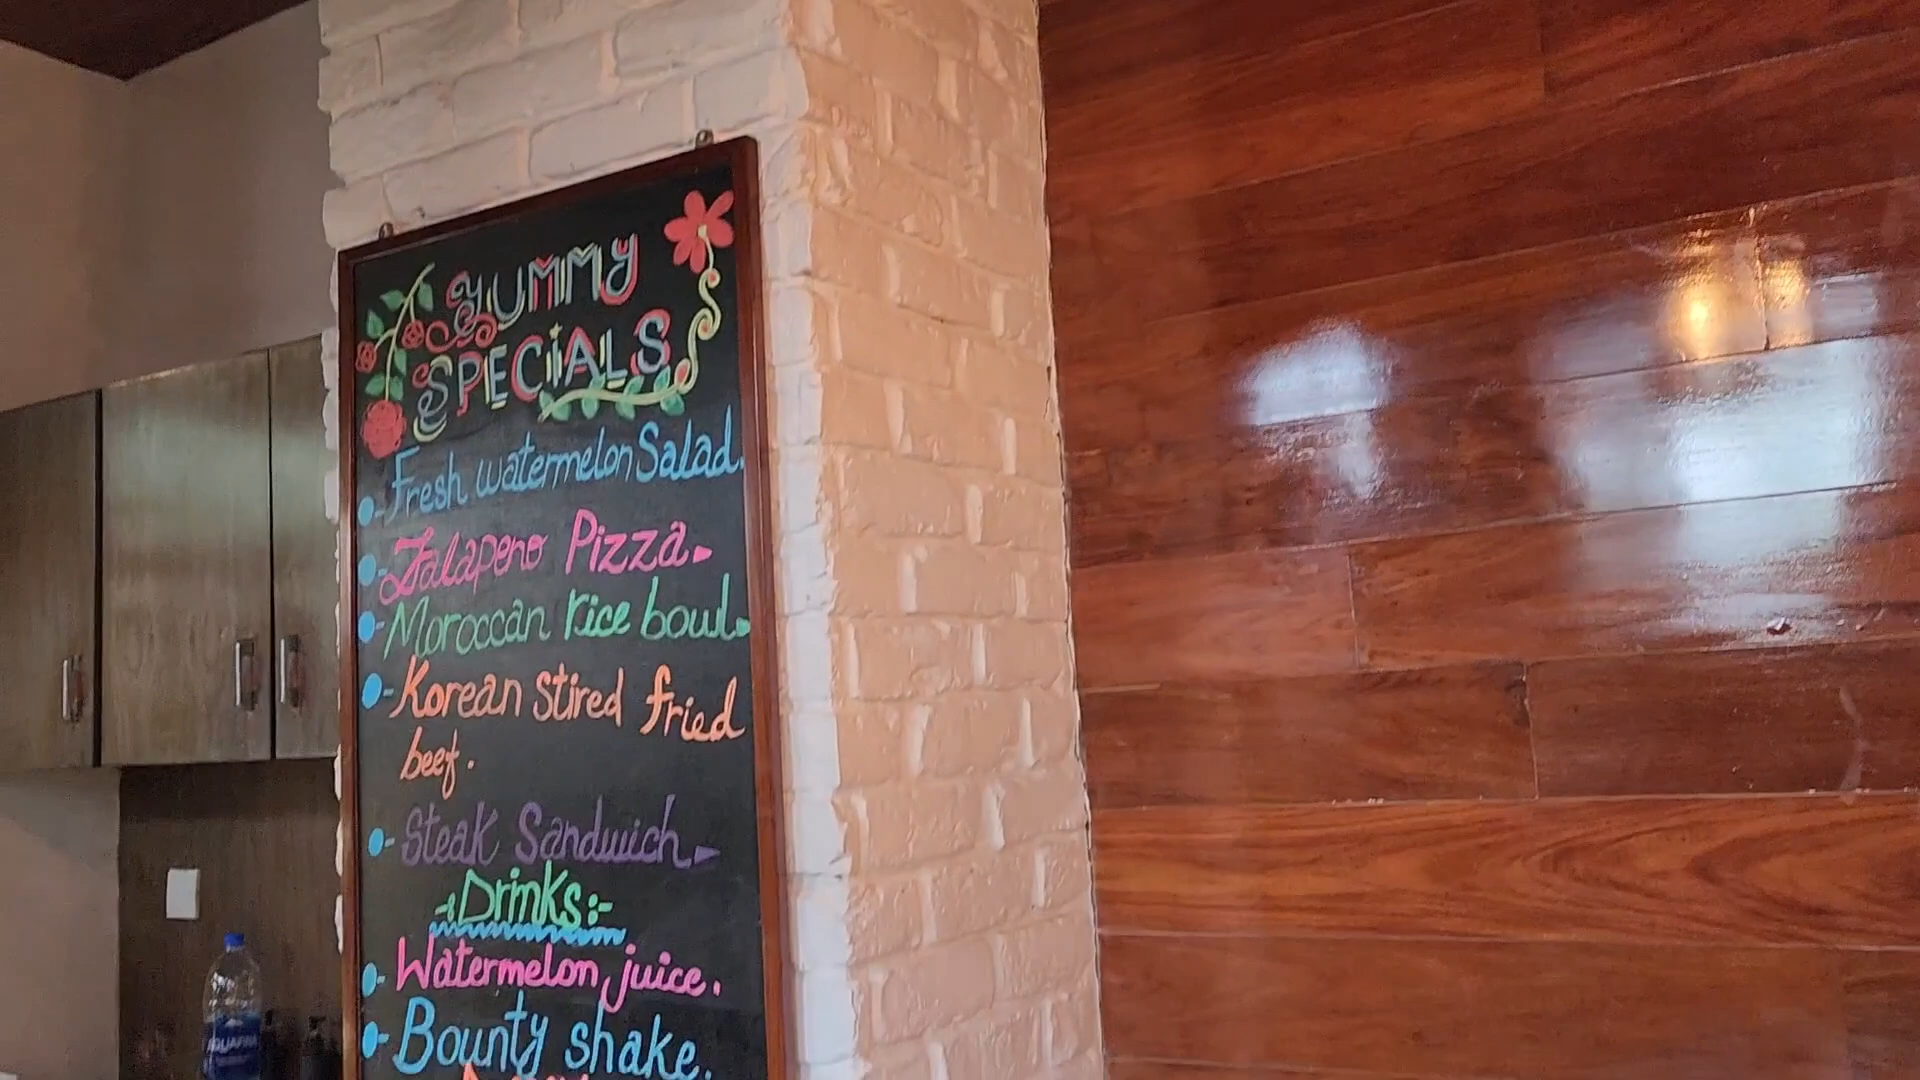 YUMMY
SPECiALS
- Fresh watermelon Salad.
- Jalapeno Pizza
- Moroccan rice bowl
- Korean Stired fried
beef.
- Steak Sandwich
-:Drinks:-
- Watermelon juice.
- Bounty shake.
AQUAFINA